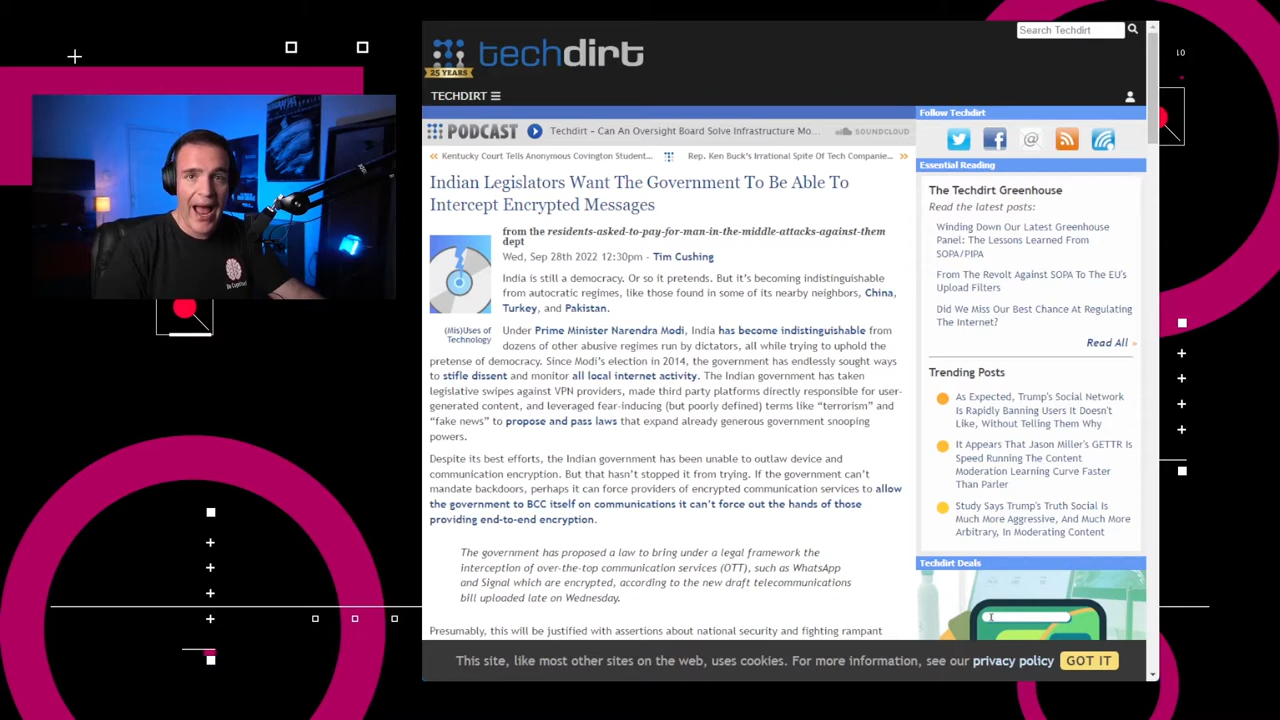 Search Techdirt
techdirt
25 YEARS
TECHDIRT
PODCAST
Techdirt – Can An Oversight Board Solve Infrastructure Mo...
SOUNDCLOUD
Kentucky Court Tells Anonymous Covington Student...
Rep. Ken Buck's Irrational Spite Of Tech Companie...
Indian Legislators Want The Government To Be Able To
Intercept Encrypted Messages
from the residents-asked-to-pay-for-man-in-the-middle-attacks-against-them
dept
(Mis)Uses of
Technology
Wed, Sep 28th 2022 12:30pm - Tim Cushing
India is still a democracy. Or so it pretends. But it's becoming indistinguishable
from autocratic regimes, like those found in some of its nearby neighbors, China,
Turkey, and Pakistan.
Under Prime Minister Narendra Modi, India has become indistinguishable from
dozens of other abusive regimes run by dictators, all while trying to uphold the
pretense of democracy. Since Modi's election in 2014, the government has endlessly sought ways
to stifle dissent and monitor all local internet activity. The Indian government has taken
legislative swipes against VPN providers, made third party platforms directly responsible for user-
generated content, and leveraged fear-inducing (but poorly defined) terms like “terrorism” and
“fake news” to propose and pass laws that expand already generous government snooping
powers.
Despite its best efforts, the Indian government has been unable to outlaw device and
communication encryption. But that hasn't stopped it from trying. If the government can't
mandate backdoors, perhaps it can force providers of encrypted communication services to allow
the government to BCC itself on communications it can't force out the hands of those
providing end-to-end encryption.
The government has proposed a law to bring under a legal framework the
interception of over-the-top communication services (OTT), such as WhatsApp
and Signal which are encrypted, according to the new draft telecommunications
bill uploaded late on Wednesday.
Presumably, this will be justified with assertions about national security and fighting rampant
Follow Techdirt
Essential Reading
The Techdirt Greenhouse
Read the latest posts:
Winding Down Our Latest Greenhouse
Panel: The Lessons Learned From
SOPA/PIPA
From The Revolt Against SOPA To The EU's
Upload Filters
Did We Miss Our Best Chance At Regulating
The Internet?
Read All »
Trending Posts
As Expected, Trump's Social Network
Is Rapidly Banning Users It Doesn't
Like, Without Telling Them Why
It Appears That Jason Miller's GETTR Is
Speed Running The Content
Moderation Learning Curve Faster
Than Parler
Study Says Trump's Truth Social Is
Much More Aggressive, And Much More
Arbitrary, In Moderating Content
Techdirt Deals
This site, like most other sites on the web, uses cookies. For more information, see our privacy policy
GOT IT